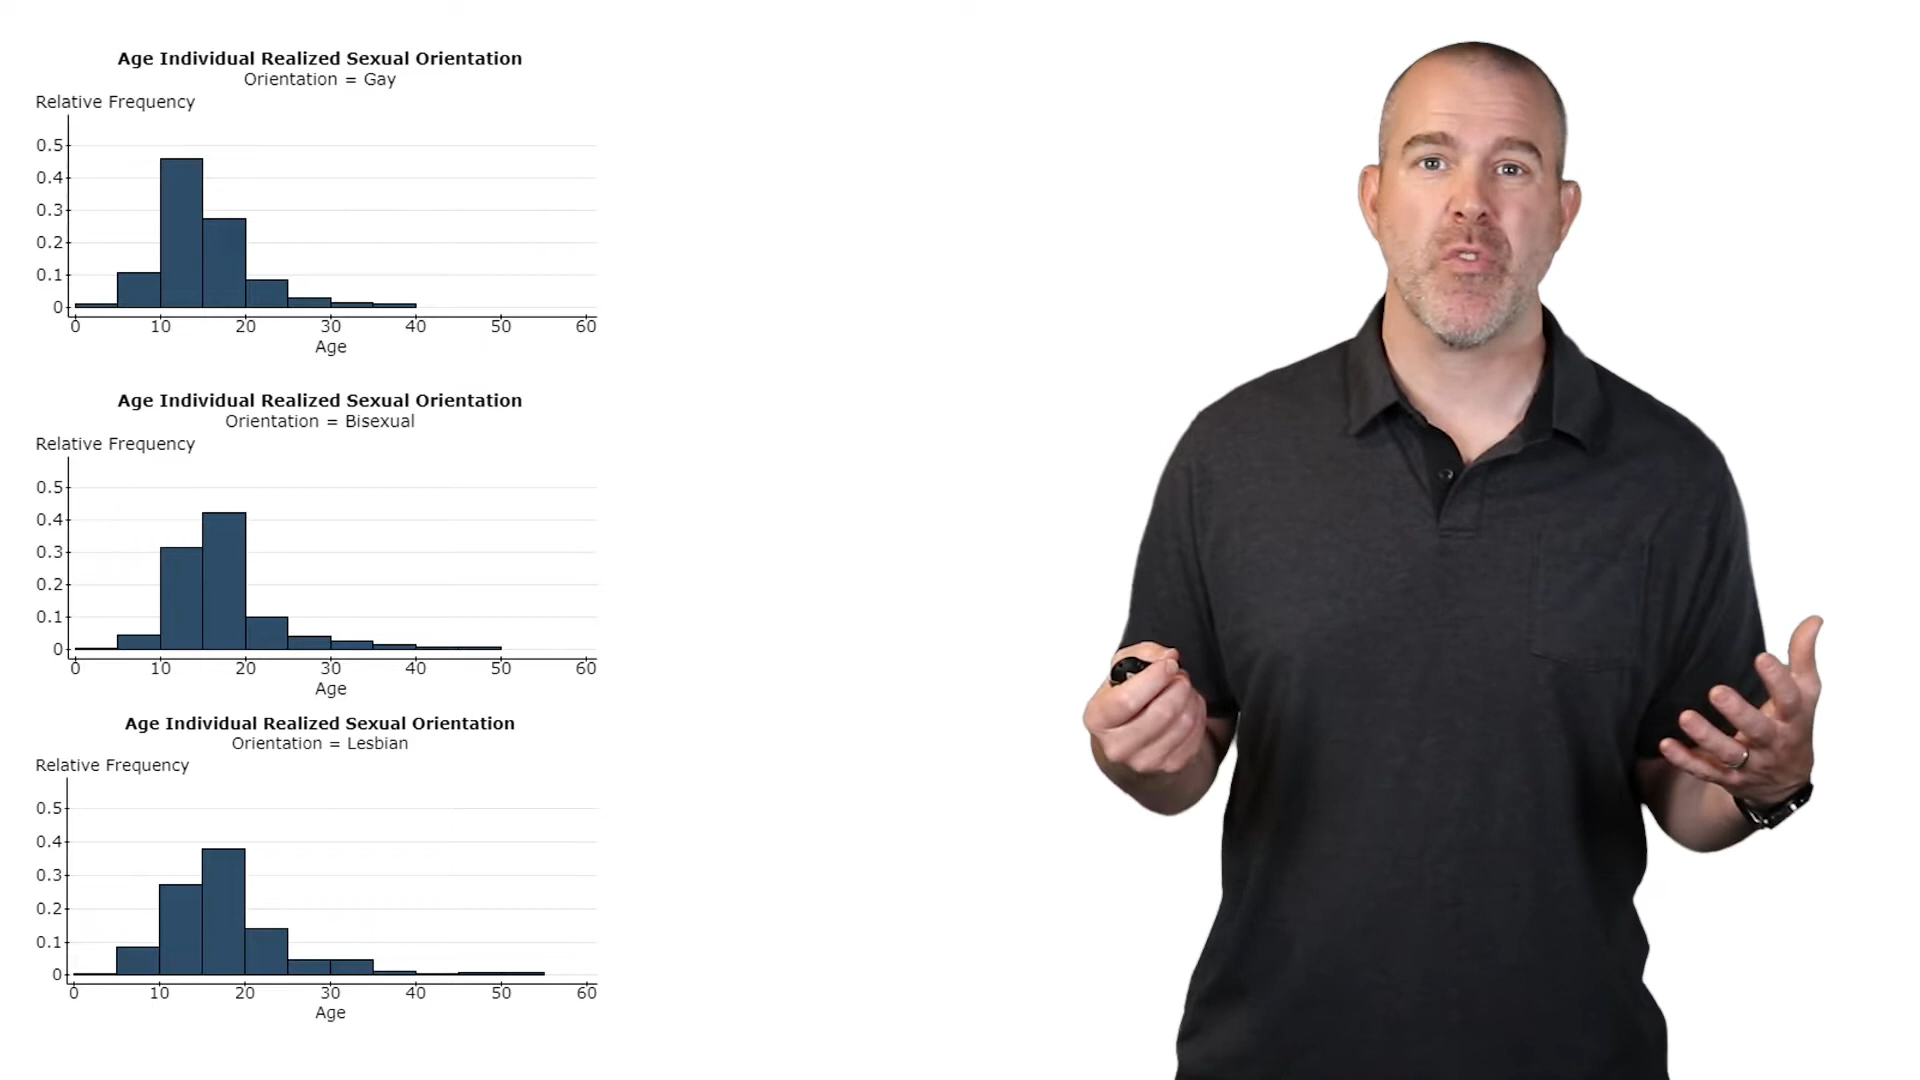 Age Individual Realized Sexual Orientation
Orientation = Gay
Relative Frequency
0.5
0.4
0.3
0.2
0.1
0
0 10 20 30 40 50 60
Age
Age Individual Realized Sexual Orientation
Orientation = Bisexual
Relative Frequency
0.5
0.4
0.3
0.2
0.1
0
0 10 20 30 40 50 60
Age
Age Individual Realized Sexual Orientation
Orientation = Lesbian
Relative Frequency
0.5
0.4
0.3
0.2
0.1
0
0 10 20 30 40 50 60
Age